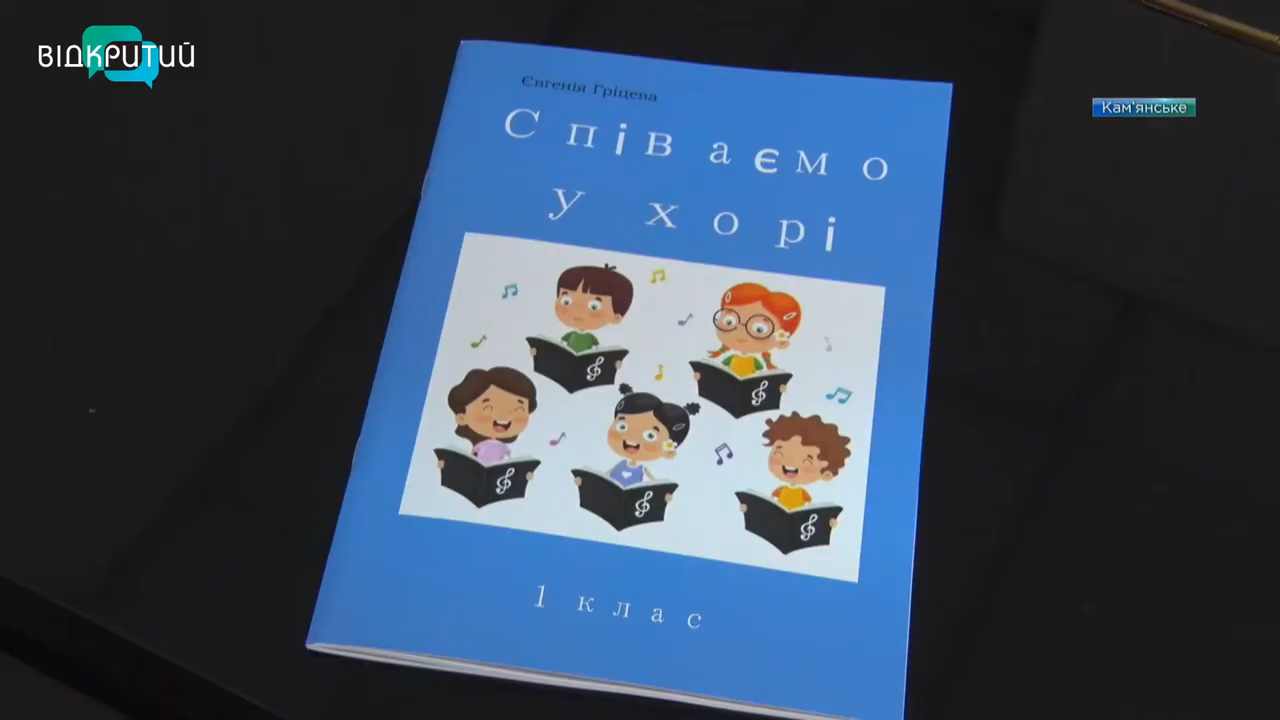 ВІДКРИТИЙ
Кам'янське
Євгенія Гріцева
Співаємо
у хорі
1 клас